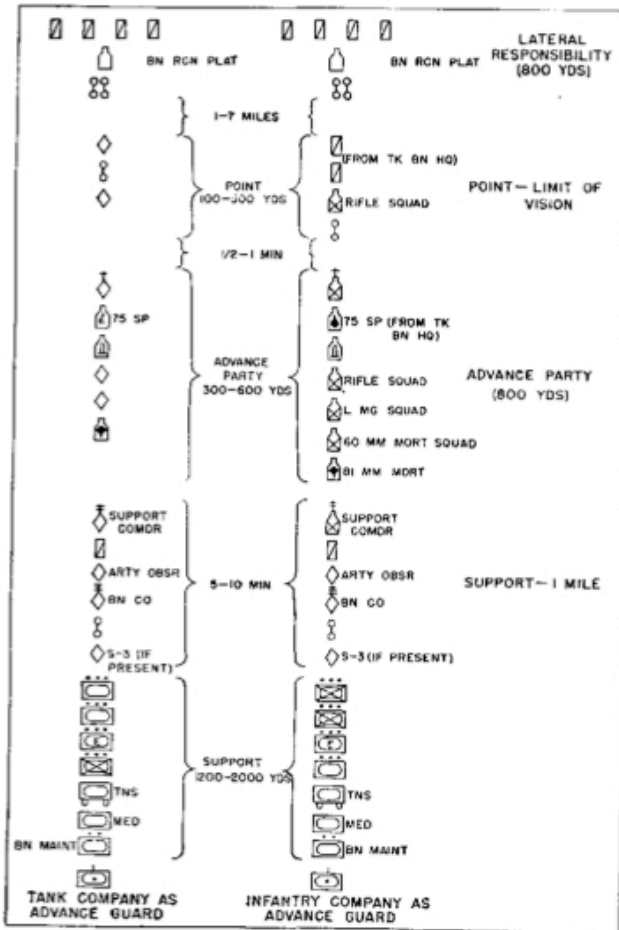 LATERAL
RESPONSIBILITY
(800 YDS)
BN RCN PLAT
BN RCN PLAT
1-7 MILES
(FROM TK BN HQ)
POINT
100-300 YDS
POINT—LIMIT OF
VISION
RIFLE SQUAD
1/2-1 MIN
75 SP
75 SP (FROM TK
BN HQ)
ADVANCE
PARTY
300-600 YDS
RIFLE SQUAD
ADVANCE PARTY
(800 YDS)
L MG SQUAD
60 MM MORT SQUAD
81 MM MORT
SUPPORT
COMDR
SUPPORT
COMDR
ARTY OBSR
5-10 MIN
ARTY OBSR
SUPPORT—1 MILE
BN CO
BN CO
S-3 (IF
PRESENT)
S-3 (IF PRESENT)
SUPPORT
1200-2000 YDS
TNS
TNS
MED
MED
BN MAINT
BN MAINT
TANK COMPANY AS
ADVANCE GUARD
INFANTRY COMPANY AS
ADVANCE GUARD